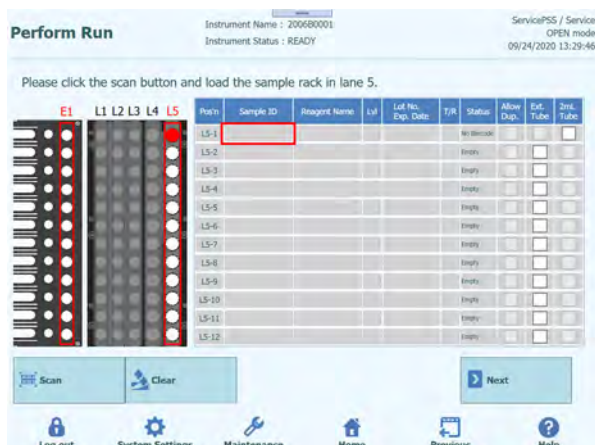 Perform Run
Instrument Name : 2006B0001
Instrument Status : READY
ServicePSS / Service
OPEN mode
09/24/2020 13:29:46
Please click the scan button and load the sample rack in lane 5.
E1 L1 L2 L3 L4 L5
Pos'n Sample ID Reagent Name Lvl Lot No. Exp. Date T/R Status Allow Dup. Ext. Tube 2mL Tube
L5-1 No Barcode
L5-2 Empty
L5-3 Empty
L5-4 Empty
L5-5 Empty
L5-6 Empty
L5-7 Empty
L5-8 Empty
L5-9 Empty
L5-10 Empty
L5-11 Empty
L5-12 Empty
Scan Clear Next
Log out System Settings Maintenance Home Previous Help